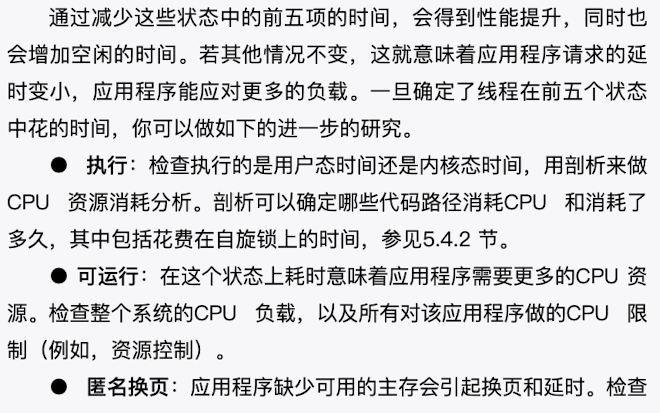 通过减少这些状态中的前五项的时间，会得到性能提升，同时也
会增加空闲的时间。若其他情况不变，这就意味着应用程序请求的延
时变小，应用程序能应对更多的负载。一旦确定了线程在前五个状态
中花的时间，你可以做如下的进一步的研究。
● 执行：检查执行的是用户态时间还是内核态时间，用剖析来做
CPU 资源消耗分析。剖析可以确定哪些代码路径消耗CPU 和消耗了
多久，其中包括花费在自旋锁上的时间，参见5.4.2 节。
● 可运行：在这个状态上耗时意味着应用程序需要更多的CPU 资
源。检查整个系统的CPU 负载，以及所有对该应用程序做的CPU 限
制（例如，资源控制）。
● 匿名换页：应用程序缺少可用的主存会引起换页和延时。检查